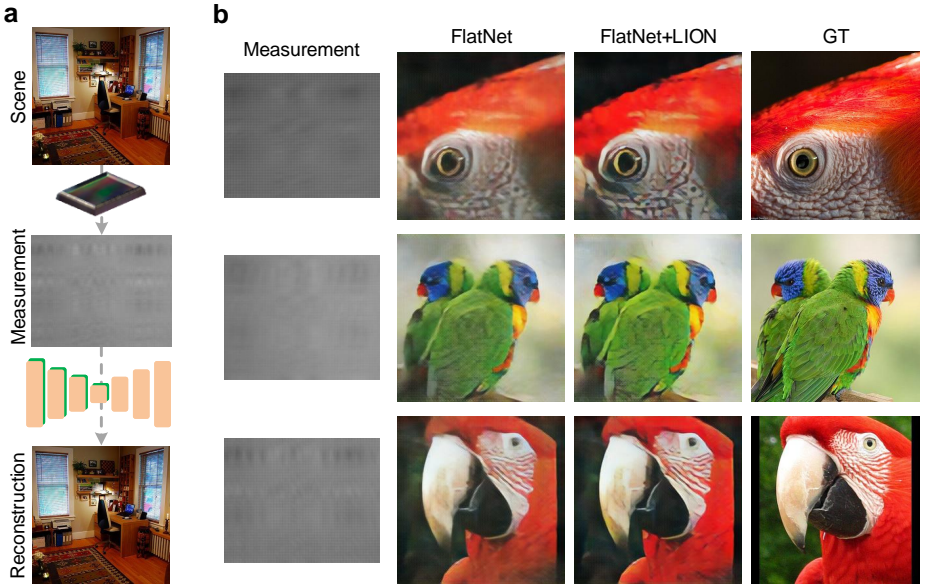 a
Scene
Measurement
Reconstruction
b
Measurement
FlatNet
FlatNet+LION
GT